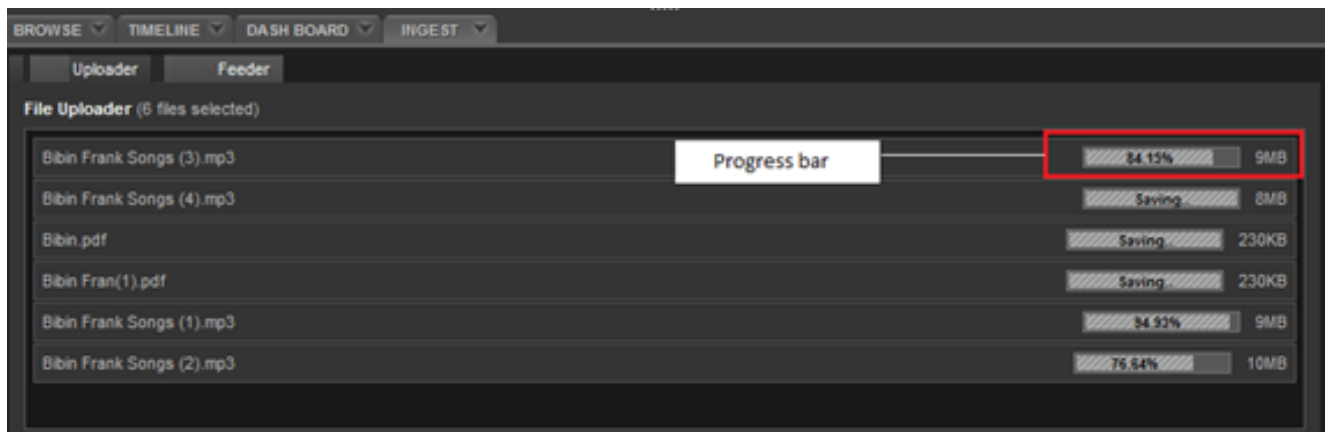 BROWSE TIMELINE DASH BOARD INGEST
Uploader Feeder
File Uploader (6 files selected)
Bibin Frank Songs (3).mp3 Progress bar 84.15% 9MB
Bibin Frank Songs (4).mp3 Saving 8MB
Bibin.pdf Saving 230KB
Bibin Fran(1).pdf Saving 230KB
Bibin Frank Songs (1).mp3 94.93% 9MB
Bibin Frank Songs (2).mp3 76.64% 10MB